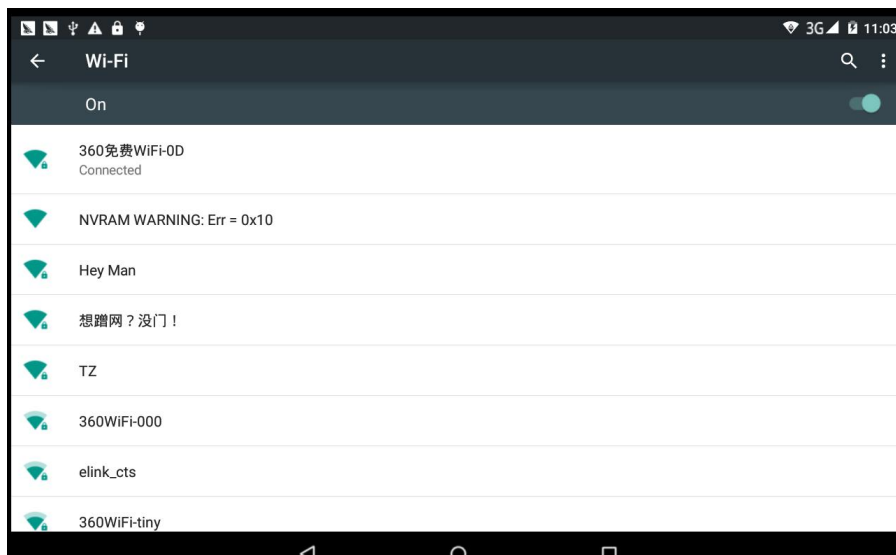 3G 11:03
Wi-Fi
On
360免费WiFi-0D
Connected
NVRAM WARNING: Err = 0x10
Hey Man
想蹭网？没门！
TZ
360WiFi-000
elink_cts
360WiFi-tiny